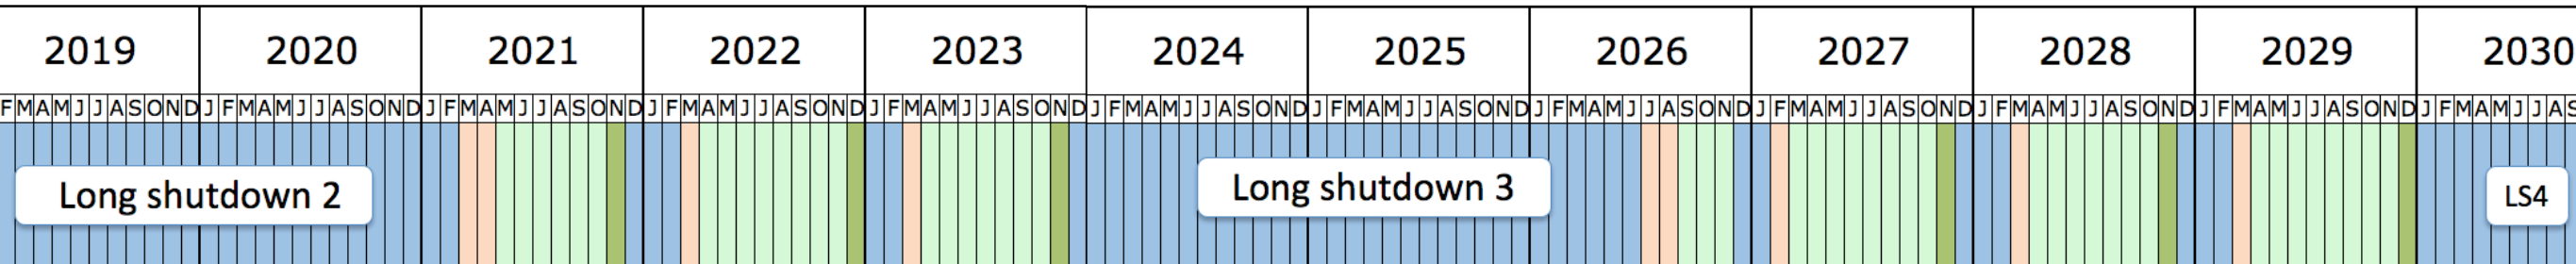 2019 2020 2021 2022 2023 2024 2025 2026 2027 2028 2029 2030
F M A M J J A S O N D J F M A M J J A S O N D J F M A M J J A S O N D J F M A M J J A S O N D J F M A M J J A S O N D J F M A M J J A S O N D J F M A M J J A S O N D J F M A M J J A S O N D J F M A M J J A S O N D J F M A M J J A S O N D J F M A M J J A S O N D J F M A M J J A S
Long shutdown 2 Long shutdown 3 LS4